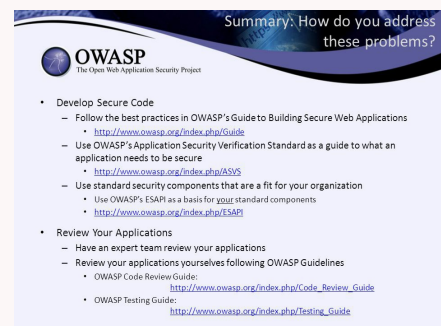 Summary: How do you address
these problems?
OWASP
The Open Web Application Security Project
• Develop Secure Code
– Follow the best practices in OWASP's Guide to Building Secure Web Applications
• http://www.owasp.org/index.php/Guide
– Use OWASP's Application Security Verification Standard as a guide to what an
application needs to be secure
• http://www.owasp.org/index.php/ASVS
– Use standard security components that are a fit for your organization
• Use OWASP's ESAPI as a basis for your standard components
• http://www.owasp.org/index.php/ESAPI
• Review Your Applications
– Have an expert team review your applications
– Review your applications yourselves following OWASP Guidelines
• OWASP Code Review Guide:
http://www.owasp.org/index.php/Code_Review_Guide
• OWASP Testing Guide:
http://www.owasp.org/index.php/Testing_Guide